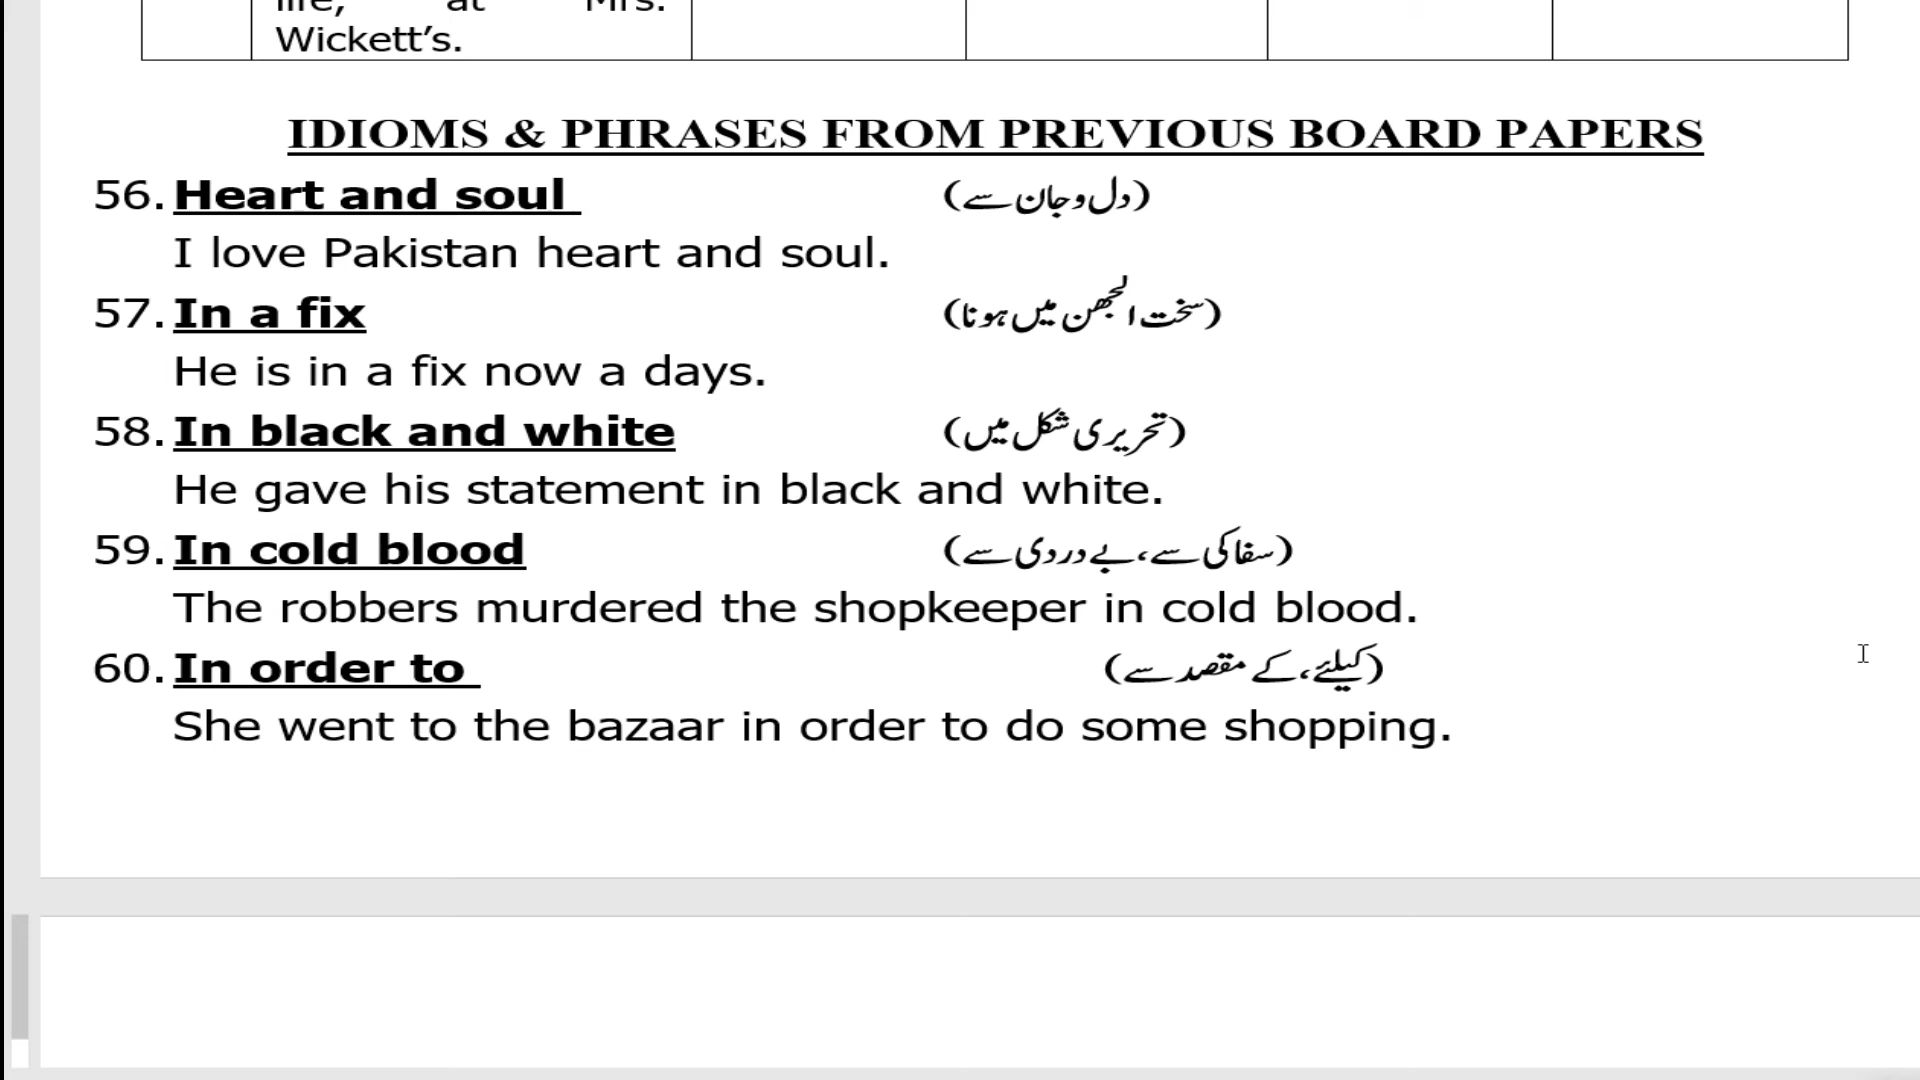 life, at Mrs.
Wickett’s.
IDIOMS & PHRASES FROM PREVIOUS BOARD PAPERS
56. Heart and soul (دل و جان سے)
I love Pakistan heart and soul.
57. In a fix (سخت الجھن میں ہونا)
He is in a fix now a days.
58. In black and white (تحریری شکل میں)
He gave his statement in black and white.
59. In cold blood (سفاکی سے، بے دردی سے)
The robbers murdered the shopkeeper in cold blood.
60. In order to (کیلئے، کے مقصد سے)
She went to the bazaar in order to do some shopping.